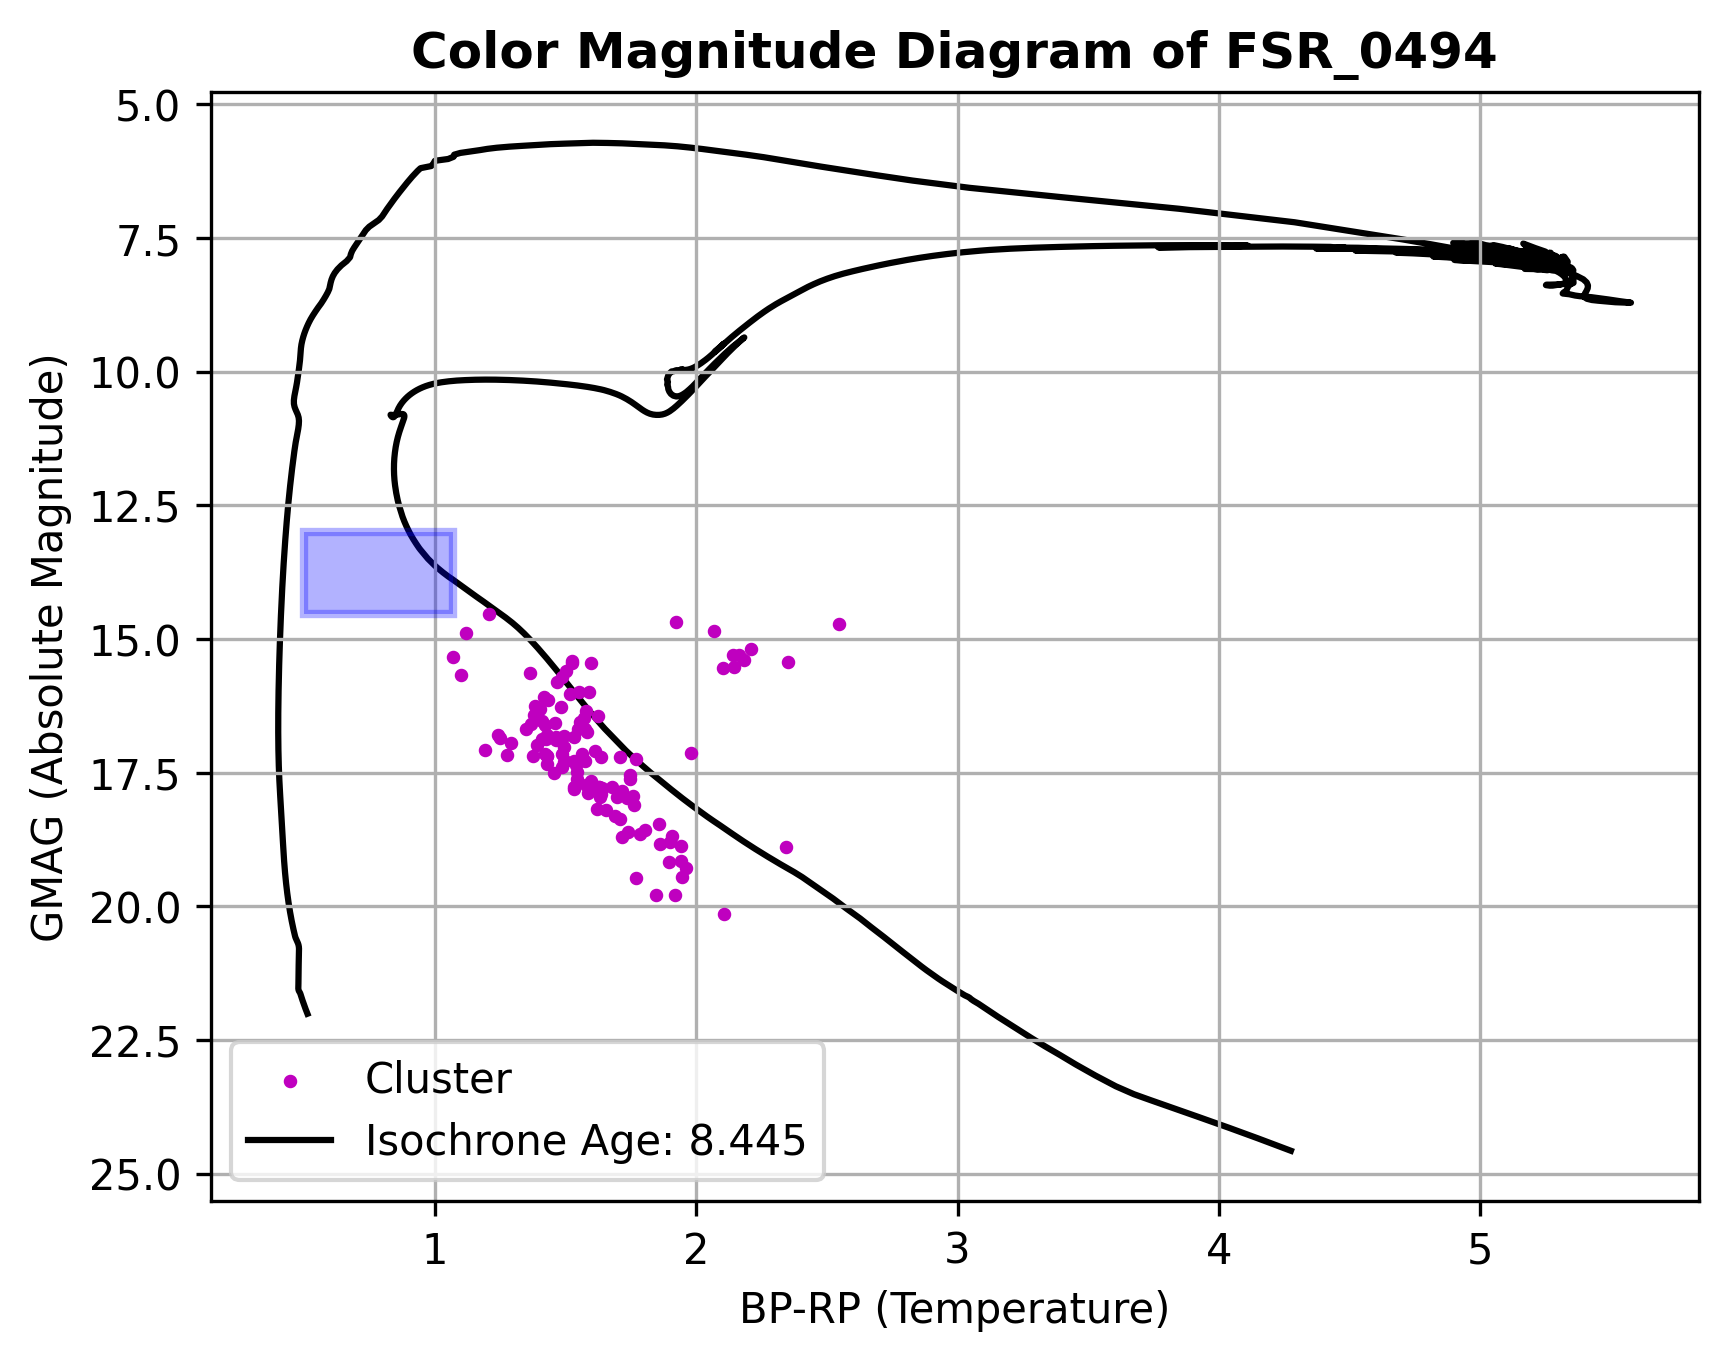 Color Magnitude Diagram of FSR_0494
5.0
7.5
10.0
12.5
15.0
17.5
20.0
22.5
25.0
GMAG (Absolute Magnitude)
Cluster
Isochrone Age: 8.445
1 2 3 4 5
BP-RP (Temperature)